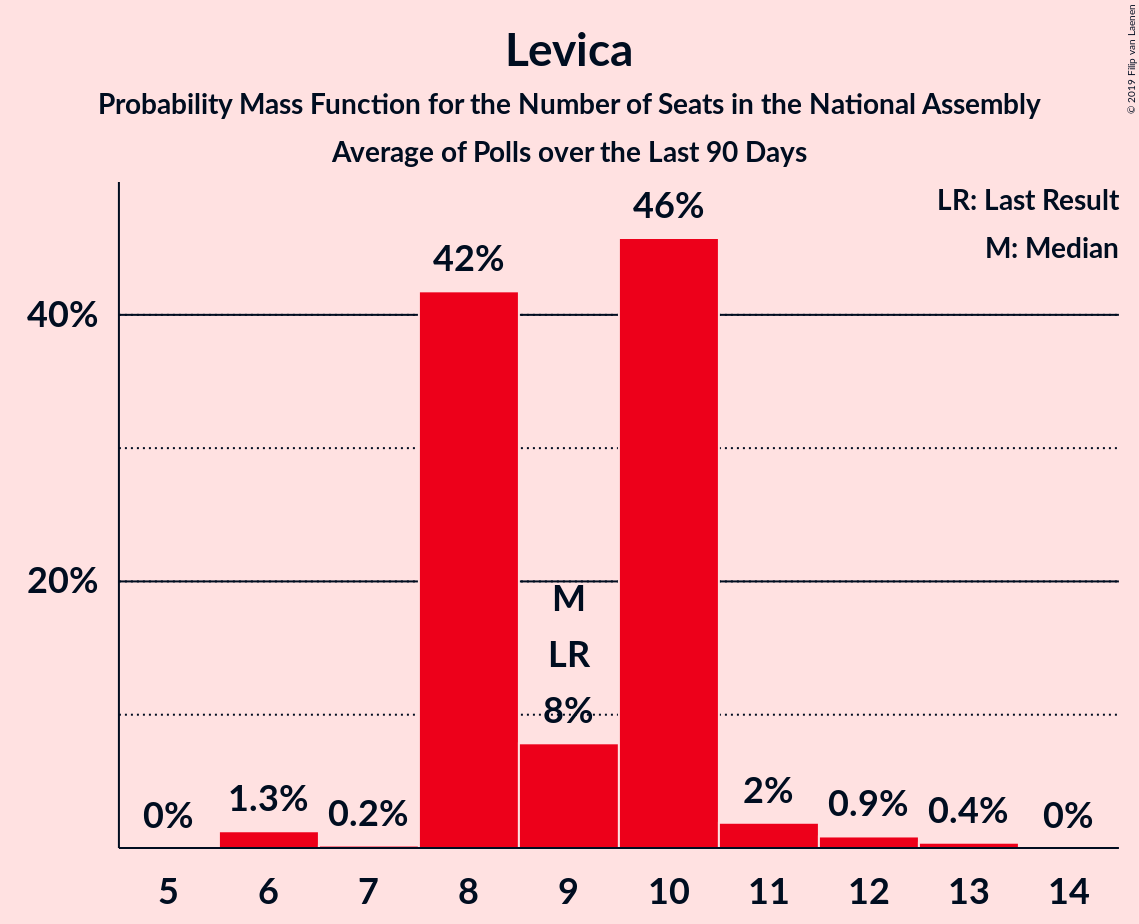 Levica
Probability Mass Function for the Number of Seats in the National Assembly
Average of Polls over the Last 90 Days
© 2019 Filip van Laenen
LR: Last Result
M: Median
46%
42%
40%
20%
M
LR
8%
0%
1.3%
0.2%
2%
0.9%
0.4%
0%
5 6 7 8 9 10 11 12 13 14